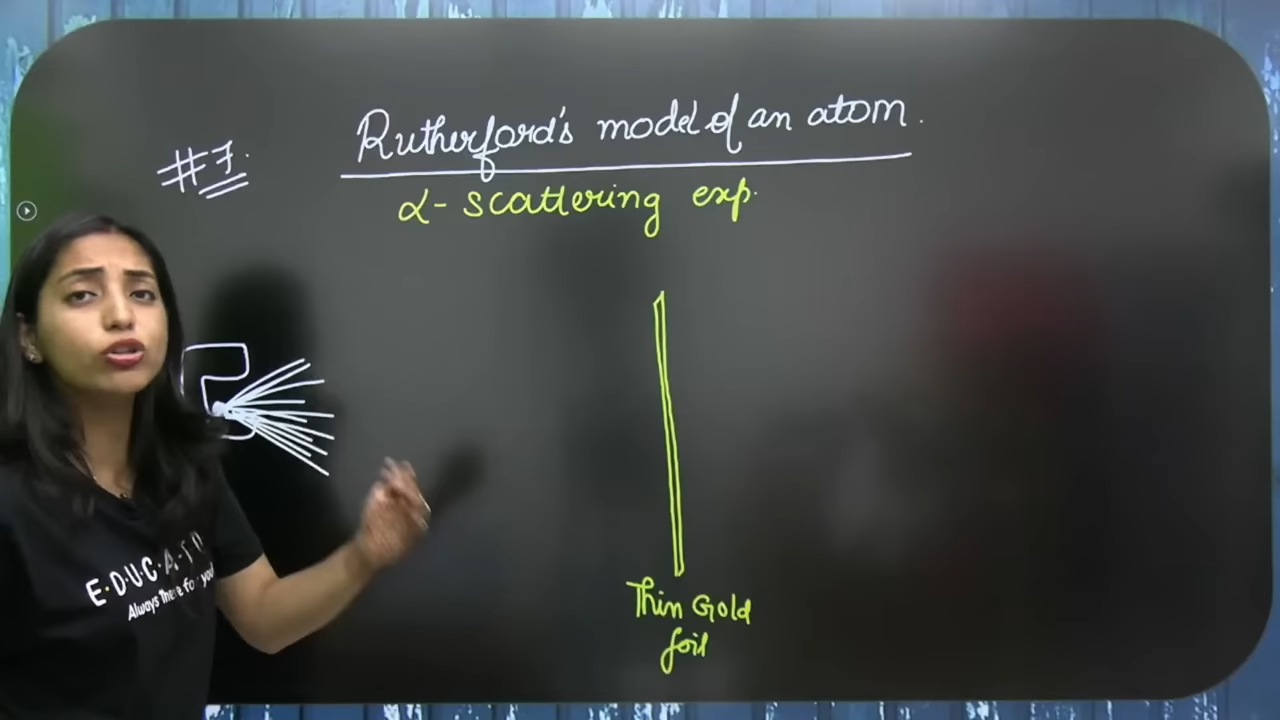 Rutherford's model of an atom.
#7.
α- scattering exp.
Thin Gold
foil
E·D·U·C·A·T
Always There for you